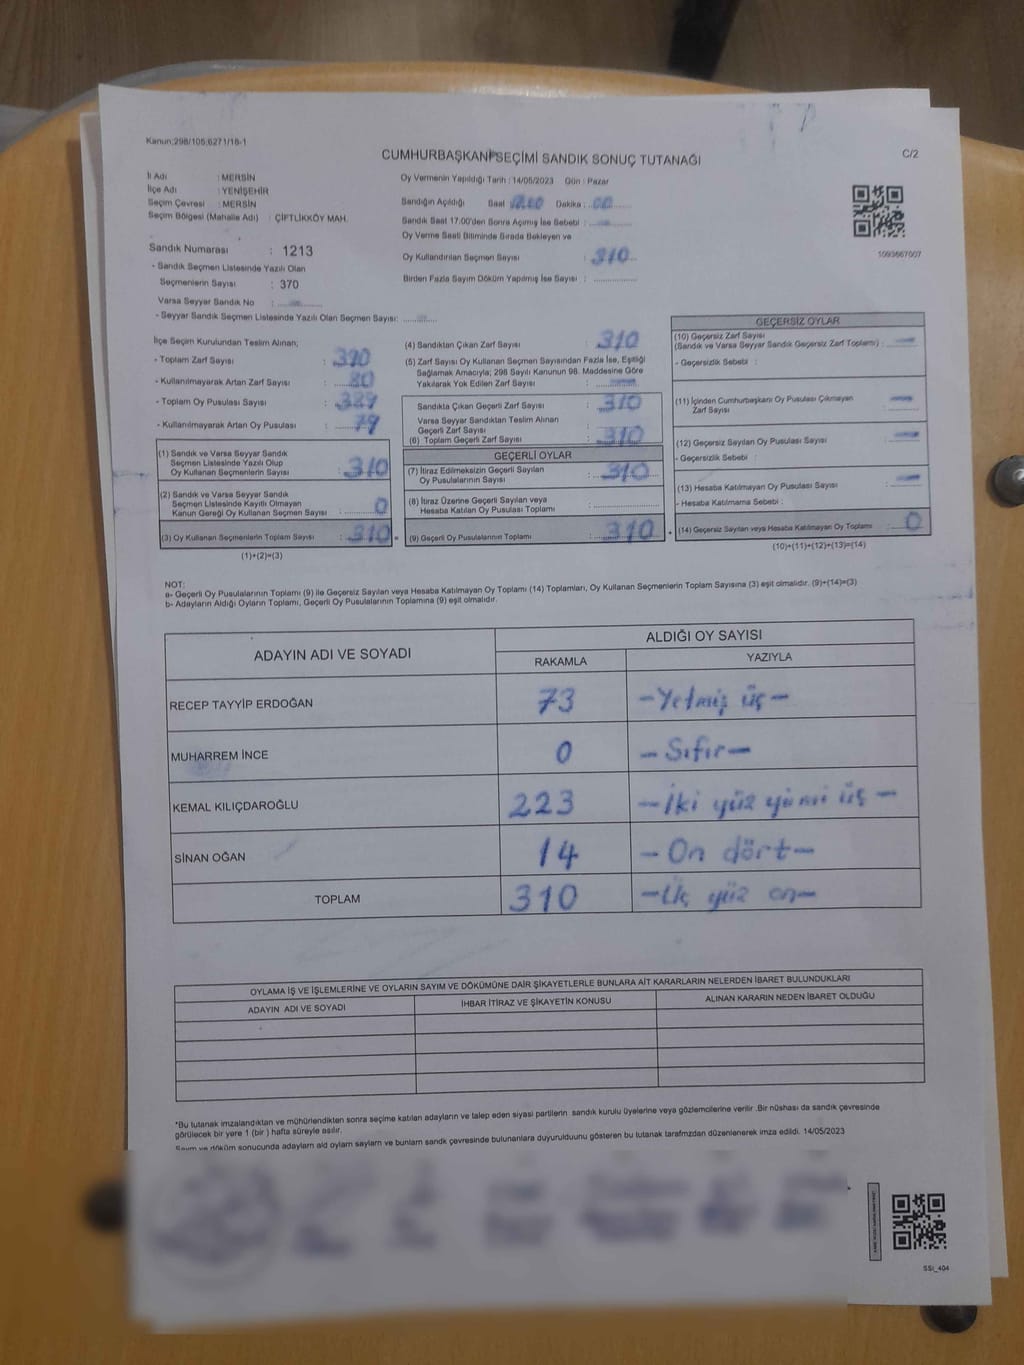 Kanun:298/105;6271/18-1
CUMHURBAŞKANI SEÇİMİ SANDIK SONUÇ TUTANAĞI
C/2
İl Adı : MERSİN
İlçe Adı : YENİŞEHİR
Seçim Çevresi : MERSİN
Seçim Bölgesi (Mahalle Adı) : ÇİFTLİKKÖY MAH.
Oy Vermenin Yapıldığı Tarih : 14/05/2023 Gün : Pazar
Sandığın Açıldığı Saat Dakika : 00
Sandık Saat 17:00'den Sonra Açılmış İse Sebebi :
Oy Verme Saati Bitiminde Sırada Bekleyen ve
Oy Kullandırılan Seçmen Sayısı : 310
Birden Fazla Sayım Döküm Yapılmış İse Sayısı :
1093667007
Sandık Numarası : 1213
- Sandık Seçmen Listesinde Yazılı Olan
Seçmenlerin Sayısı : 370
Varsa Seyyar Sandık No :
- Seyyar Sandık Seçmen Listesinde Yazılı Olan Seçmen Sayısı:
İlçe Seçim Kurulundan Teslim Alınan;
- Toplam Zarf Sayısı : 390
- Kullanılmayarak Artan Zarf Sayısı : 80
- Toplam Oy Pusulası Sayısı : 389
- Kullanılmayarak Artan Oy Pusulası : 79
(1) Sandık ve Varsa Seyyar Sandık
Seçmen Listesinde Yazılı Olup
Oy Kullanan Seçmenlerin Sayısı : 310
(2) Sandık ve Varsa Seyyar Sandık
Seçmen Listesinde Kayıtlı Olmayan
Kanun Gereği Oy Kullanan Seçmen Sayısı : 0
(3) Oy Kullanan Seçmenlerin Toplam Sayısı : 310
(1)+(2)=(3)
(4) Sandıktan Çıkan Zarf Sayısı : 310
(5) Zarf Sayısı Oy Kullanan Seçmen Sayısından Fazla İse, Eşitliği
Sağlamak Amacıyla; 298 Sayılı Kanunun 98. Maddesine Göre
Yakılarak Yok Edilen Zarf Sayısı :
Sandıkta Çıkan Geçerli Zarf Sayısı : 310
Varsa Seyyar Sandıktan Teslim Alınan
Geçerli Zarf Sayısı :
(6) Toplam Geçerli Zarf Sayısı : 310
GEÇERLİ OYLAR
(7) İtiraz Edilmeksizin Geçerli Sayılan
Oy Pusulalarının Sayısı : 310
(8) İtiraz Üzerine Geçerli Sayılan veya
Hesaba Katılan Oy Pusulası Toplamı :
(9) Geçerli Oy Pusulalarının Toplamı : 310
GEÇERSİZ OYLAR
(10) Geçersiz Zarf Sayısı
(Sandık ve Varsa Seyyar Sandık Geçersiz Zarf Toplamı) :
- Geçersizlik Sebebi :
(11) İçinden Cumhurbaşkanı Oy Pusulası Çıkmayan
Zarf Sayısı :
(12) Geçersiz Sayılan Oy Pusulası Sayısı :
- Geçersizlik Sebebi :
(13) Hesaba Katılmayan Oy Pusulası Sayısı :
- Hesaba Katılmama Sebebi :
(14) Geçersiz Sayılan veya Hesaba Katılmayan Oy Toplamı : 0
(10)+(11)+(12)+(13)=(14)
NOT:
a- Geçerli Oy Pusulalarının Toplamı (9) ile Geçersiz Sayılan veya Hesaba Katılmayan Oy Toplamı (14) Toplamları, Oy Kullanan Seçmenlerin Toplam Sayısına (3) eşit olmalıdır. (9)+(14)=(3)
b- Adayların Aldığı Oyların Toplamı, Geçerli Oy Pusulalarının Toplamına (9) eşit olmalıdır.
ADAYIN ADI VE SOYADI
ALDIĞI OY SAYISI
RAKAMLA YAZIYLA
RECEP TAYYİP ERDOĞAN 73 -Yetmiş üç-
MUHARREM İNCE 0 -Sıfır-
KEMAL KILIÇDAROĞLU 223 -İki yüz yirmi üç-
SİNAN OĞAN 14 -On dört-
TOPLAM 310 -Üç yüz on-
OYLAMA İŞ VE İŞLEMLERİNE VE OYLARIN SAYIM VE DÖKÜMÜNE DAİR ŞİKAYETLERLE BUNLARA AİT KARARLARIN NELERDEN İBARET BULUNDUKLARI
ADAYIN ADI VE SOYADI İHBAR İTİRAZ VE ŞİKAYETİN KONUSU ALINAN KARARIN NEDEN İBARET OLDUĞU
*Bu tutanak imzalandıktan ve mühürlendikten sonra seçime katılan adayların ve talep eden siyasi partilerin sandık kurulu üyelerine veya gözlemcilerine verilir .Bir nüshası da sandık çevresinde
görülecek bir yere 1 (bir ) hafta süreyle asılır.
Sayım ve döküm sonucunda adayların ald oyların sayların ve bunların sandk çevresinde bulunanlara duyurulduunu gösteren bu tutanak tarafmzdan düzenlenerek imza edildi. 14/05/2023
SSİ_404